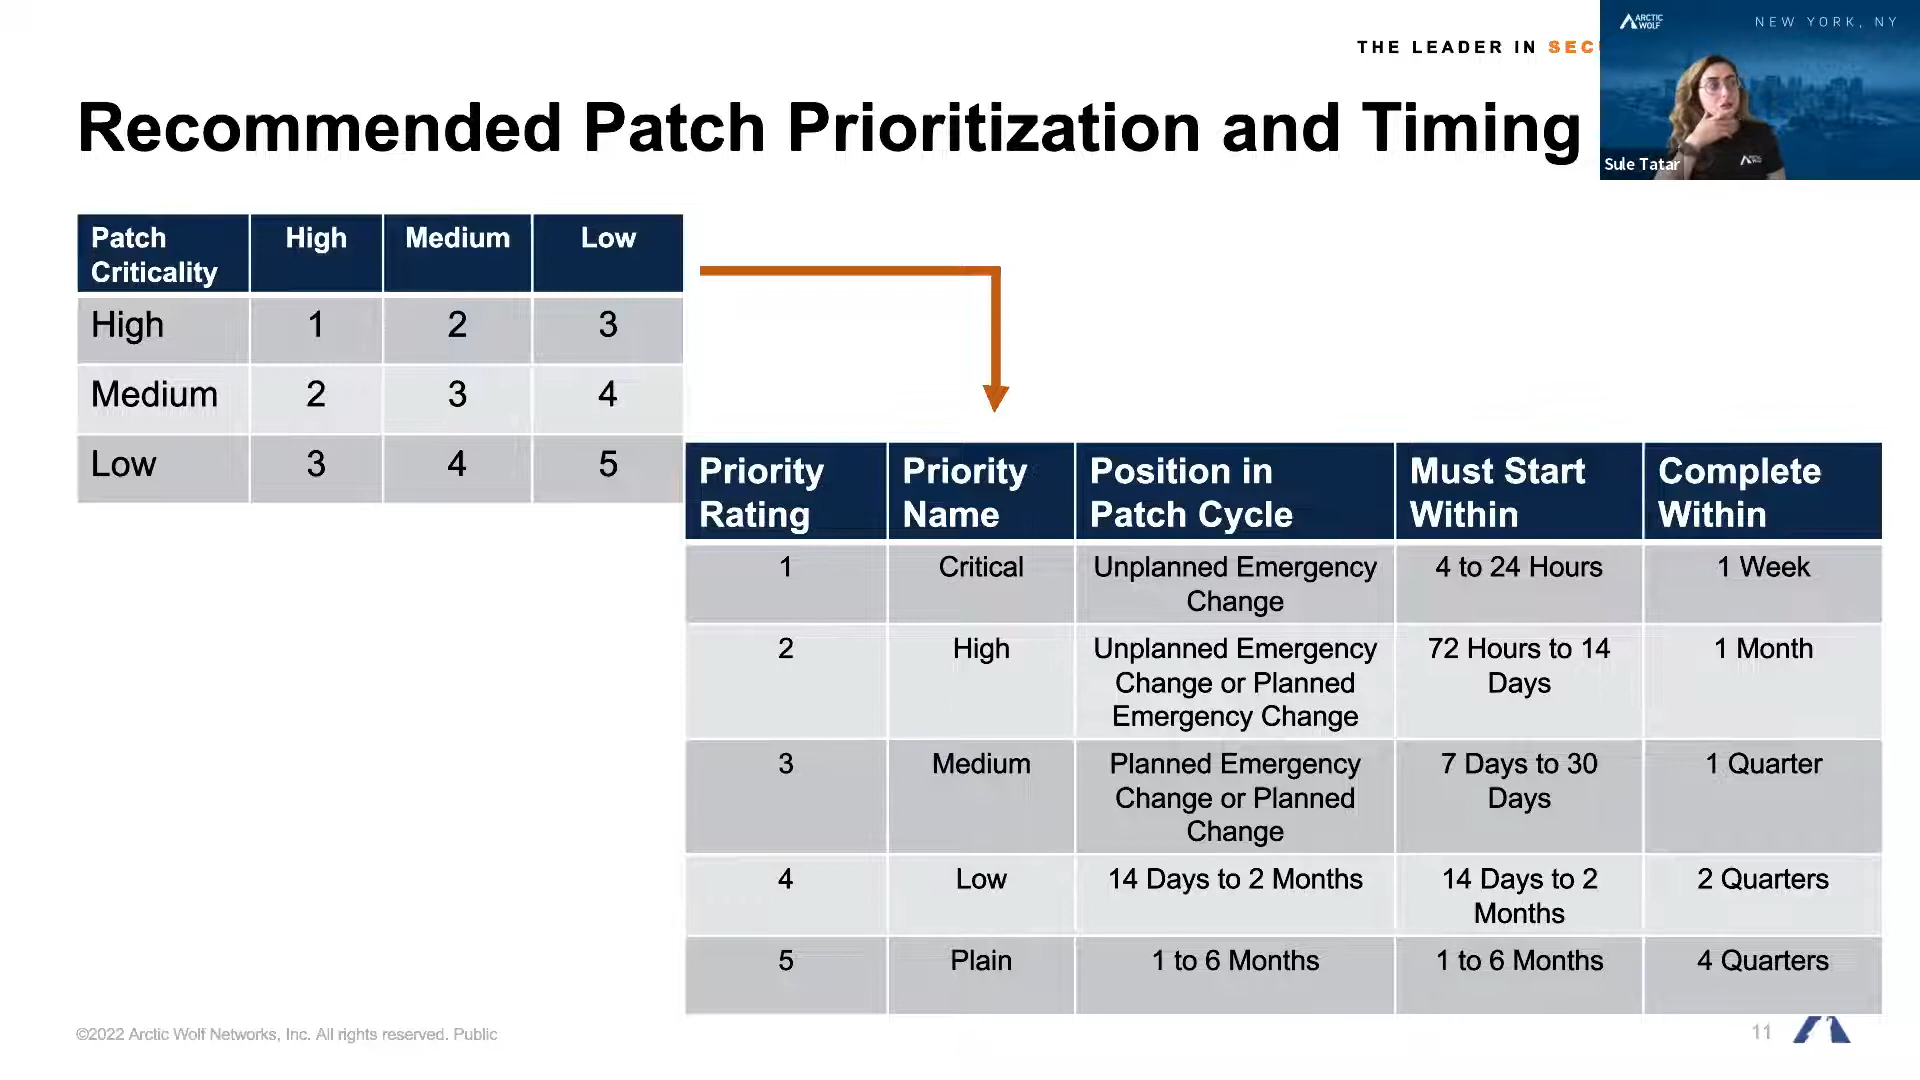 THE LEADER IN SEC
ARCTIC
WOLF
NEW YORK, NY
Sule Tatar
Recommended Patch Prioritization and Timing
Patch High Medium Low
Criticality
High 1 2 3
Medium 2 3 4
Low 3 4 5
Priority Priority Position in Must Start Complete
Rating Name Patch Cycle Within Within
1 Critical Unplanned Emergency 4 to 24 Hours 1 Week
Change
2 High Unplanned Emergency 72 Hours to 14 1 Month
Change or Planned Days
Emergency Change
3 Medium Planned Emergency 7 Days to 30 1 Quarter
Change or Planned Days
Change
4 Low 14 Days to 2 Months 14 Days to 2 2 Quarters
Months
5 Plain 1 to 6 Months 1 to 6 Months 4 Quarters
©2022 Arctic Wolf Networks, Inc. All rights reserved. Public
11